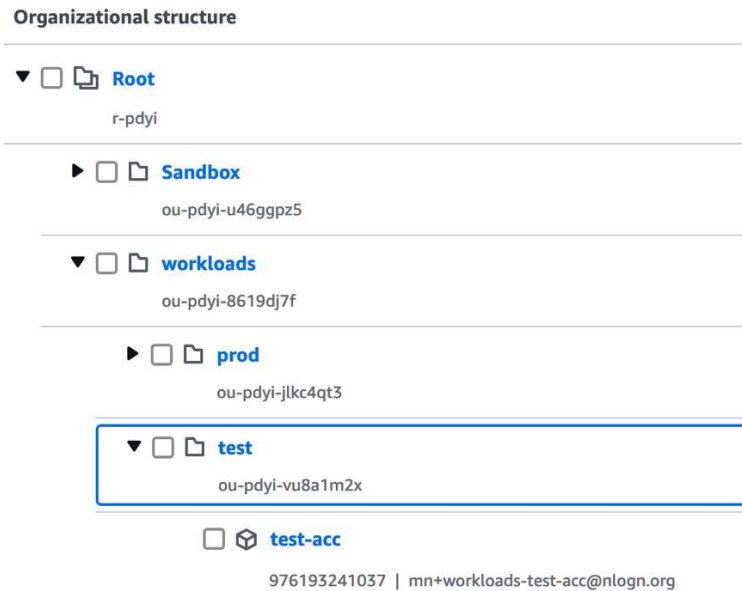 Organizational structure
Root
r-pdyi
Sandbox
ou-pdyi-u46ggpz5
workloads
ou-pdyi-8619dj7f
prod
ou-pdyi-jlkc4qt3
test
ou-pdyi-vu8a1m2x
test-acc
976193241037 | mn+workloads-test-acc@nlogn.org